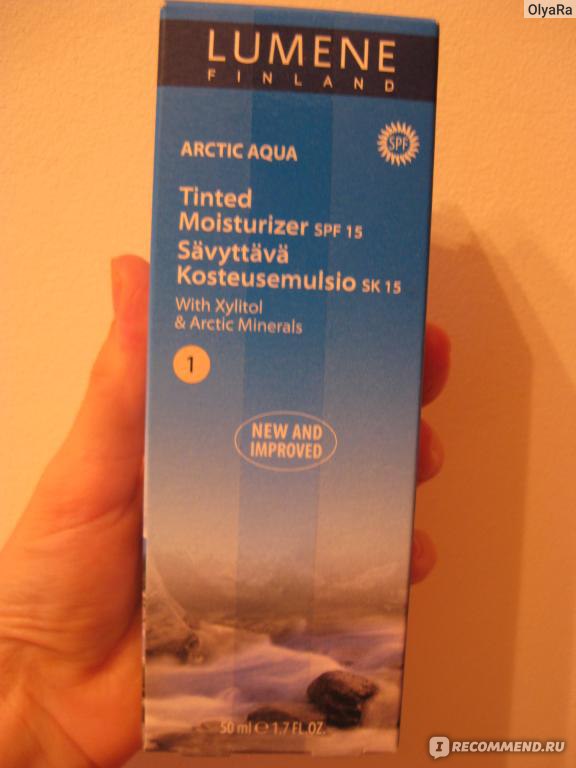 OlyaRa
LUMENE
FINLAND
ARCTIC AQUA
SPF
Tinted
Moisturizer SPF 15
Sävyttävä
Kosteusemulsio SK 15
With Xylitol
& Arctic Minerals
1
NEW AND
IMPROVED
50 ml ℮ 1.7 FL.OZ.
IRECOMMEND.RU